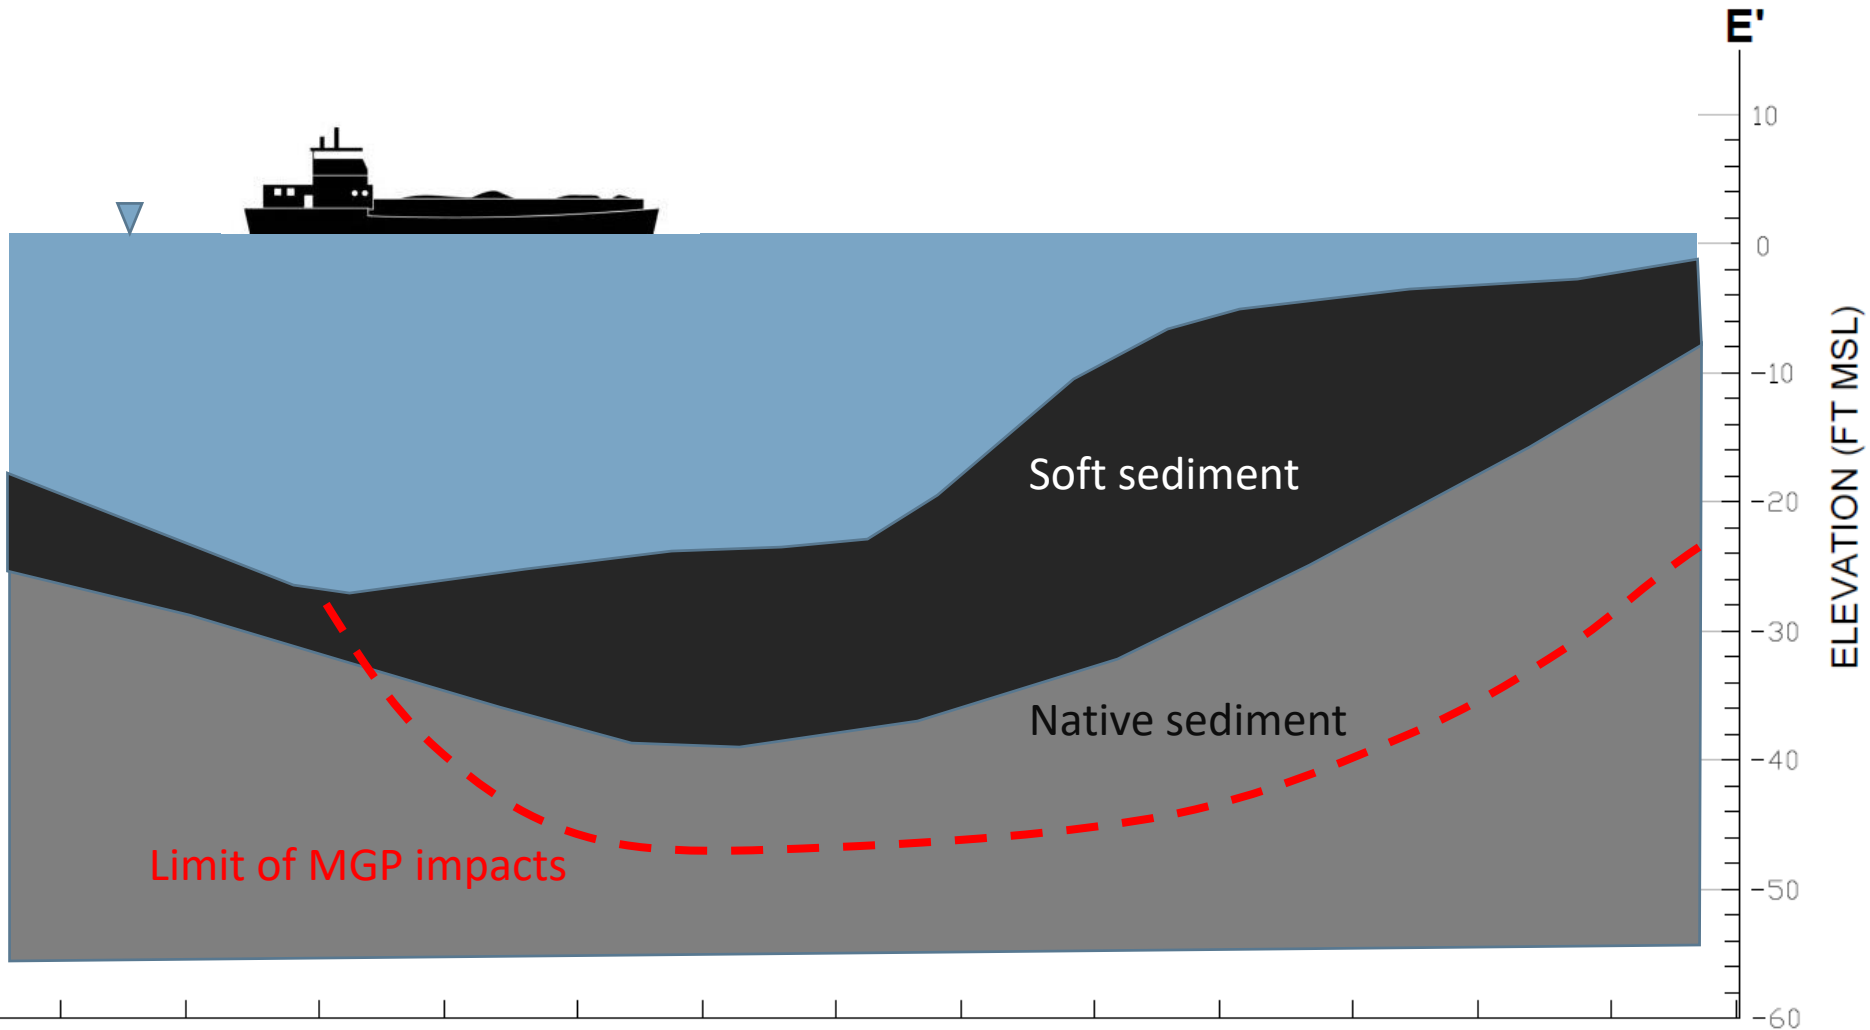 E'
10
0
-10
-20
-30
-40
-50
-60
ELEVATION (FT MSL)
Soft sediment
Native sediment
Limit of MGP impacts